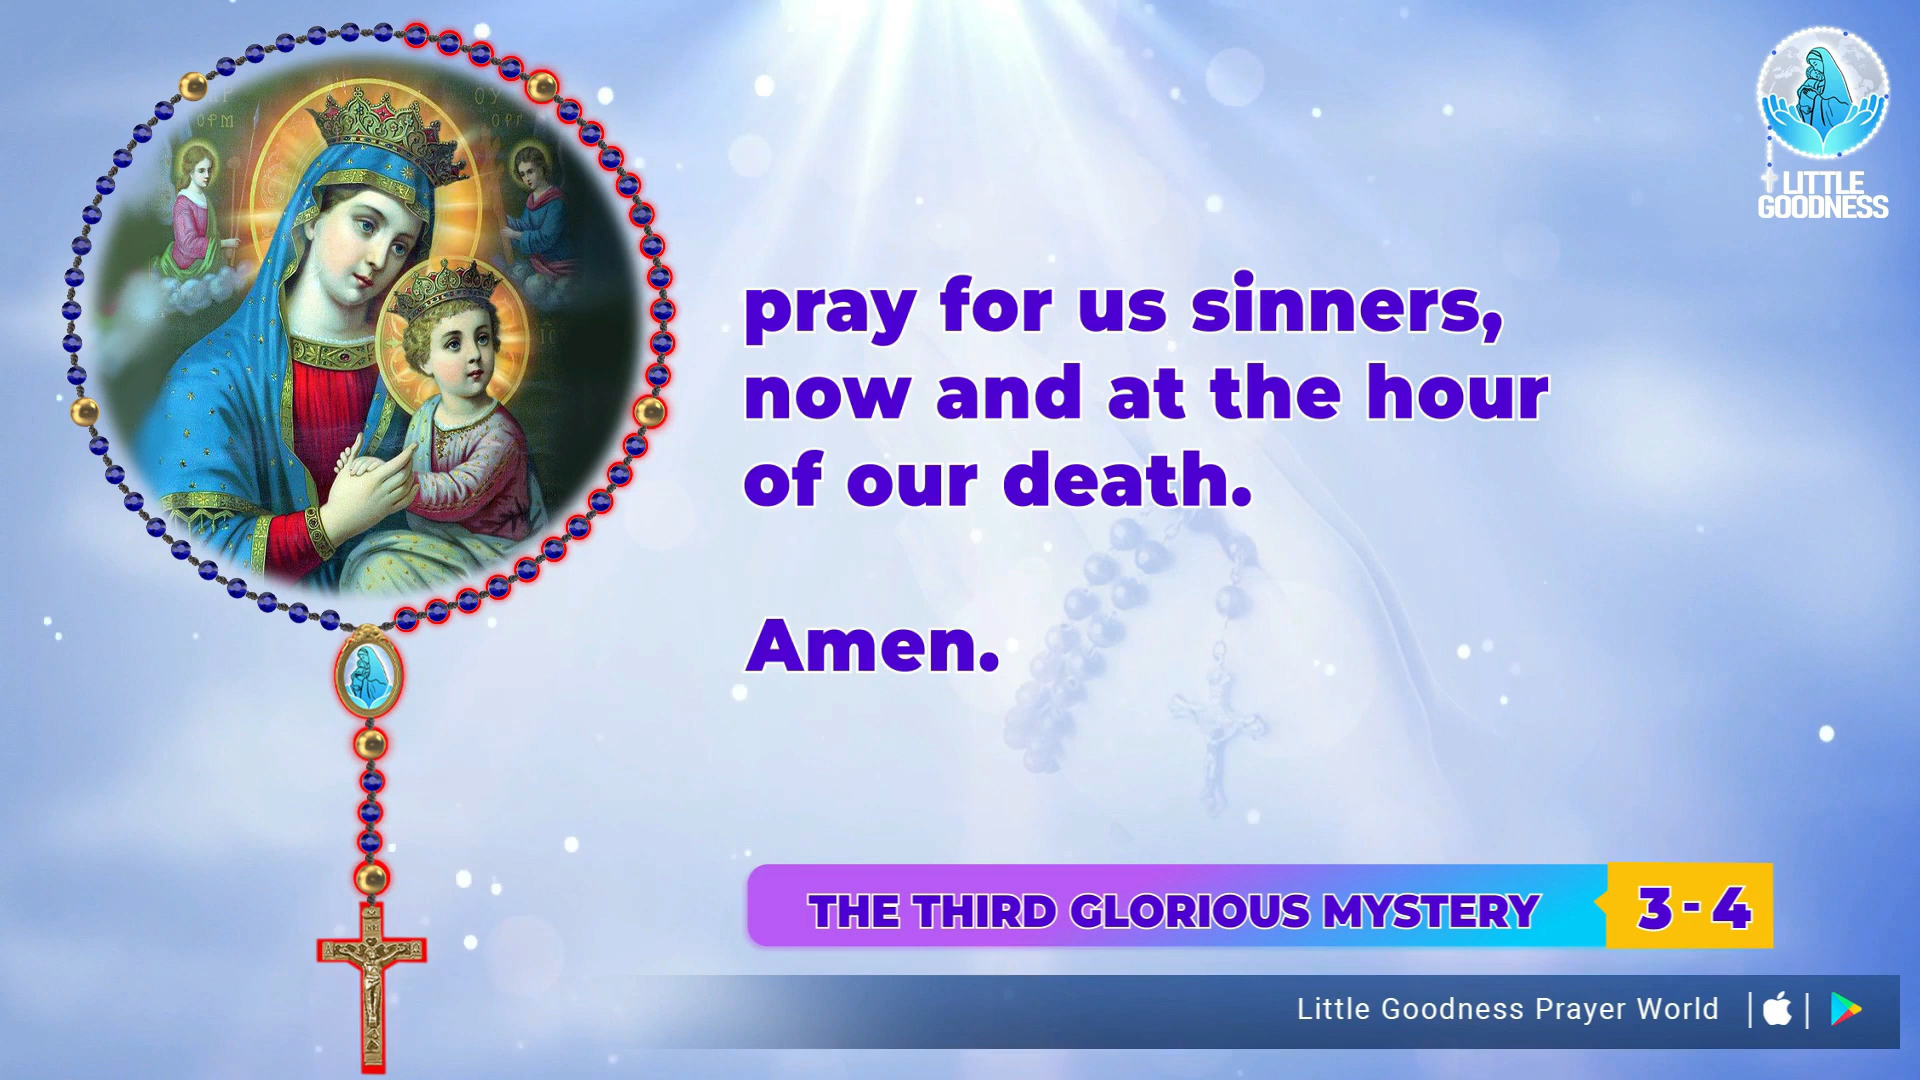 LITTLE
GOODNESS
pray for us sinners,
now and at the hour
of our death.
Amen.
THE THIRD GLORIOUS MYSTERY
3 - 4
Little Goodness Prayer World
INRI